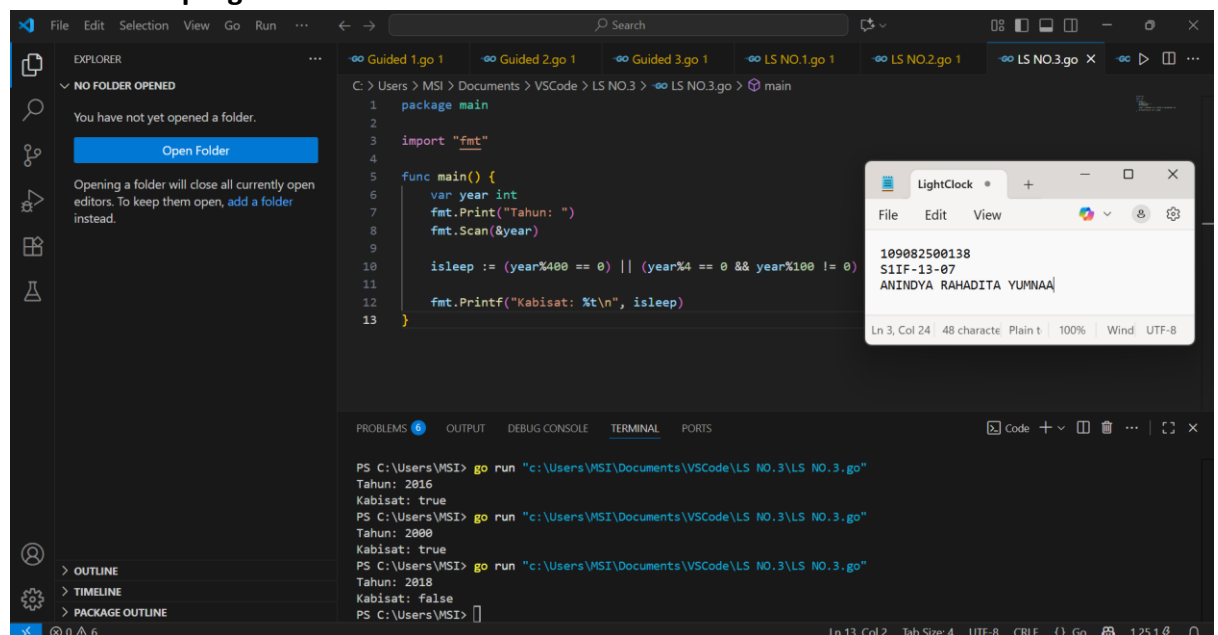 File Edit Selection View Go Run ... Search
EXPLORER ...
NO FOLDER OPENED
You have not yet opened a folder.
Open Folder
Opening a folder will close all currently open
editors. To keep them open, add a folder
instead.
OUTLINE
TIMELINE
PACKAGE OUTLINE
Guided 1.go 1 Guided 2.go 1 Guided 3.go 1 LS NO.1.go 1 LS NO.2.go 1 LS NO.3.go
C: > Users > MSI > Documents > VSCode > LS NO.3 > LS NO.3.go > main
1 package main
2
3 import "fmt"
4
5 func main() {
6 var year int
7 fmt.Print("Tahun: ")
8 fmt.Scan(&year)
9
10 isleep := (year%400 == 0) || (year%4 == 0 && year%100 != 0)
11
12 fmt.Printf("Kabisat: %t\n", isleep)
13 }
LightClock
File Edit View
109082500138
S1IF-13-07
ANINDYA RAHADITA YUMNAA
Ln 3, Col 24 48 characte Plain t 100% Wind UTF-8
PROBLEMS 6 OUTPUT DEBUG CONSOLE TERMINAL PORTS Code
PS C:\Users\MSI> go run "c:\Users\MSI\Documents\VSCode\LS NO.3\LS NO.3.go"
Tahun: 2016
Kabisat: true
PS C:\Users\MSI> go run "c:\Users\MSI\Documents\VSCode\LS NO.3\LS NO.3.go"
Tahun: 2000
Kabisat: true
PS C:\Users\MSI> go run "c:\Users\MSI\Documents\VSCode\LS NO.3\LS NO.3.go"
Tahun: 2018
Kabisat: false
PS C:\Users\MSI>
0 6 Ln 13, Col 2 Tab Size: 4 UTF-8 CRLF {} Go 1.25.1